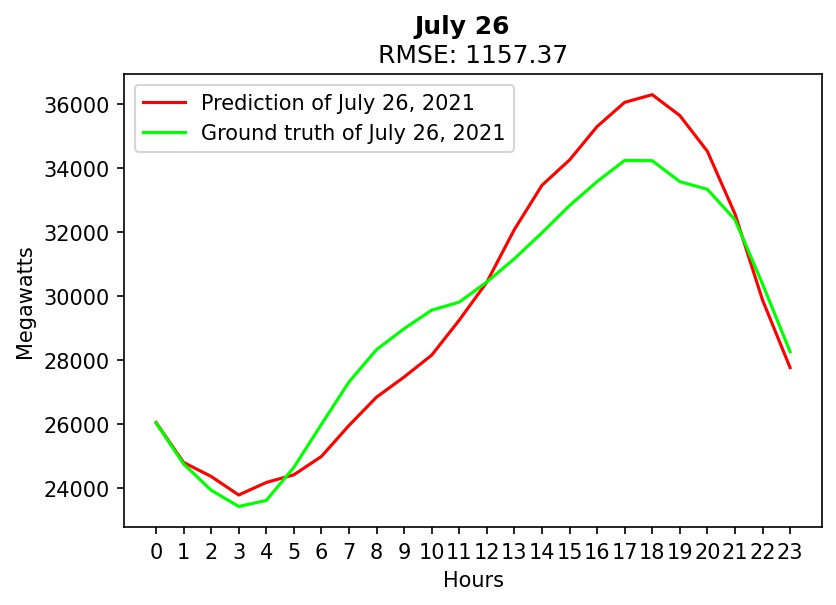 July 26
RMSE: 1157.37
Prediction of July 26, 2021
Ground truth of July 26, 2021
36000
34000
32000
30000
28000
26000
24000
Megawatts
0 1 2 3 4 5 6 7 8 9 10 11 12 13 14 15 16 17 18 19 20 21 22 23
Hours